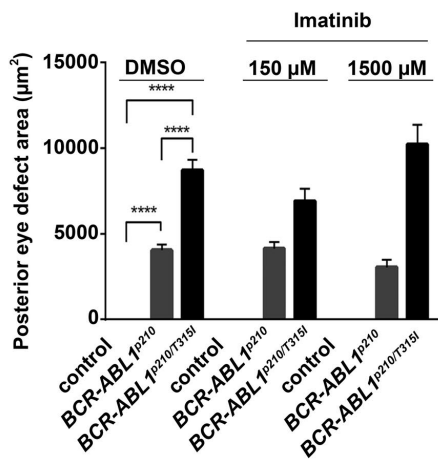 Imatinib
DMSO 150 µM 1500 µM
Posterior eye defect area (µm²)
15000
10000
5000
0
****
****
****
control
BCR-ABL1p210
BCR-ABL1p210/T315I
control
BCR-ABL1p210
BCR-ABL1p210/T315I
control
BCR-ABL1p210
BCR-ABL1p210/T315I